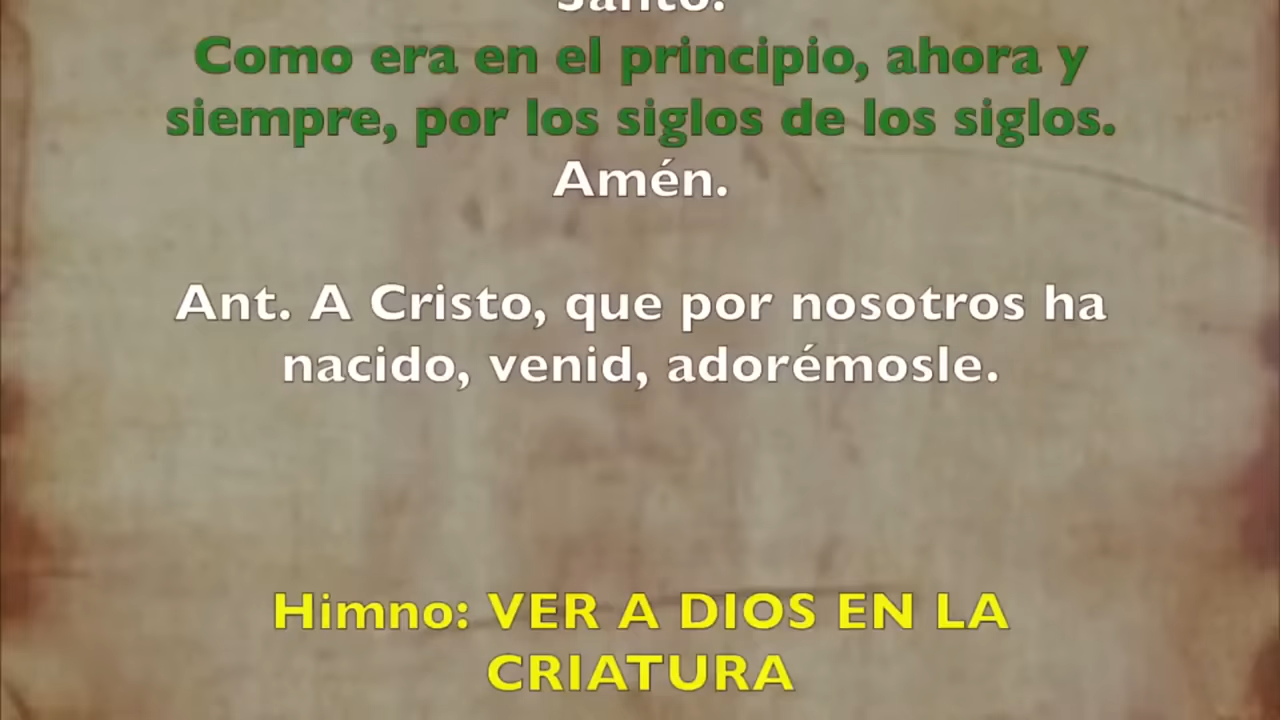 Santo.
Como era en el principio, ahora y
siempre, por los siglos de los siglos.
Amén.
Ant. A Cristo, que por nosotros ha
nacido, venid, adorémosle.
Himno: VER A DIOS EN LA
CRIATURA